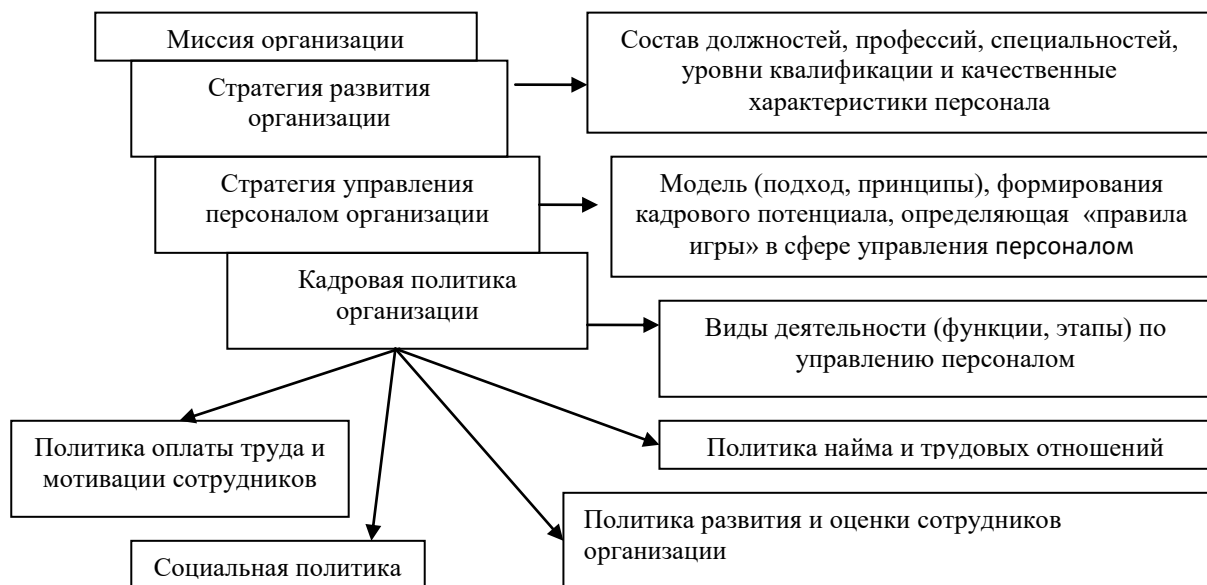 Миссия организации
Состав должностей, профессий, специальностей,
уровни квалификации и качественные
характеристики персонала
Стратегия развития
организации
Стратегия управления
персоналом организации
Модель (подход, принципы), формирования
кадрового потенциала, определяющая «правила
игры» в сфере управления персоналом
Кадровая политика
организации
Виды деятельности (функции, этапы) по
управлению персоналом
Политика оплаты труда и
мотивации сотрудников
Политика найма и трудовых отношений
Политика развития и оценки сотрудников
организации
Социальная политика